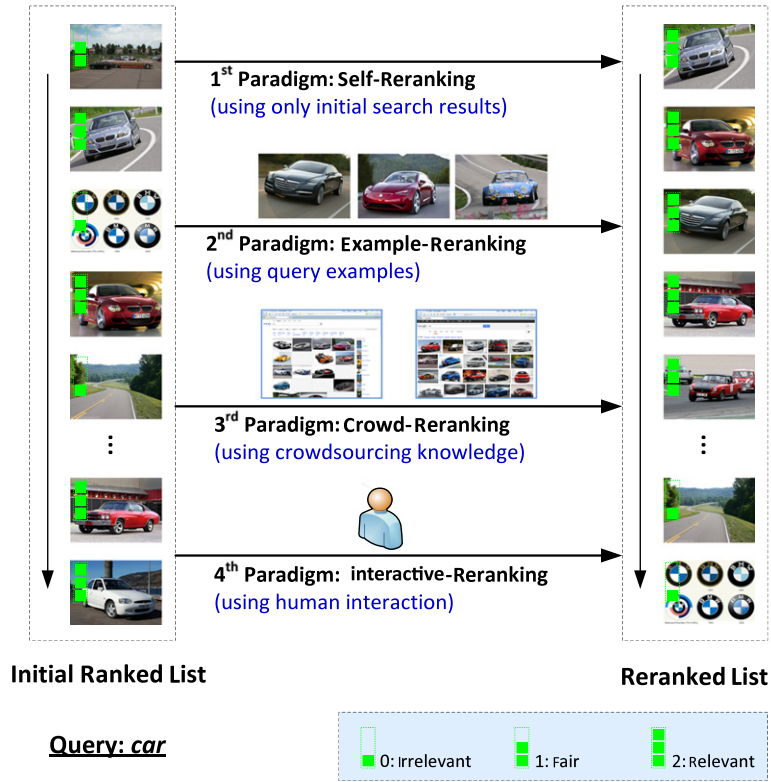 1st Paradigm: Self-Reranking
(using only initial search results)
2nd Paradigm: Example-Reranking
(using query examples)
3rd Paradigm: Crowd-Reranking
(using crowdsourcing knowledge)
4th Paradigm: interactive-Reranking
(using human interaction)
Initial Ranked List
Reranked List
Query: car
0: Irrelevant
1: Fair
2: Relevant